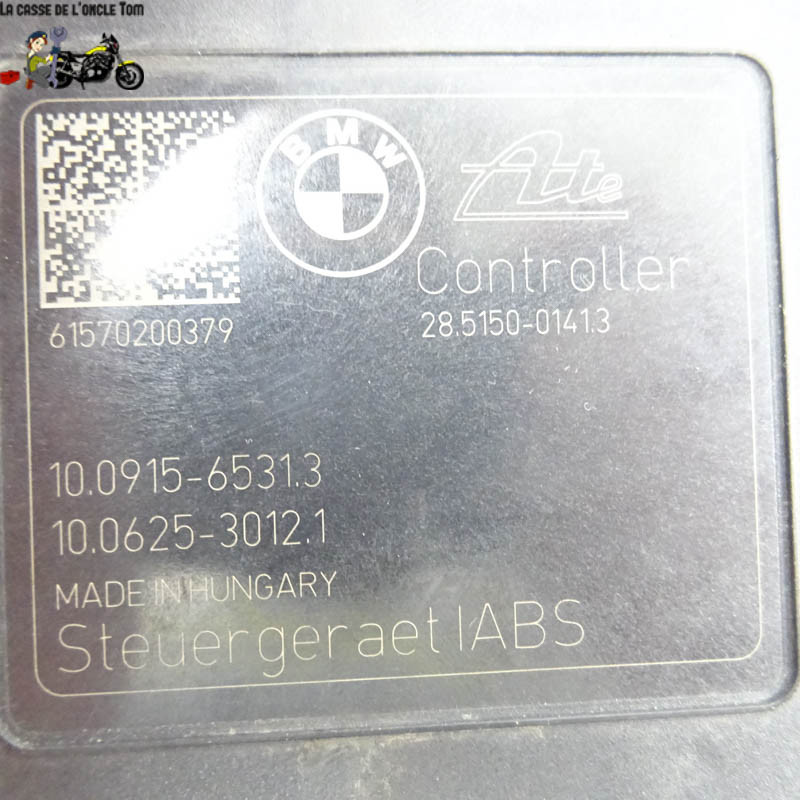 LA CASSE DE L'ONCLE TOM
BMW
Ate
Controller
61570200379
28.5150-0141.3
10.0915-6531.3
10.0625-3012.1
MADE IN HUNGARY
Steuergeraet IABS